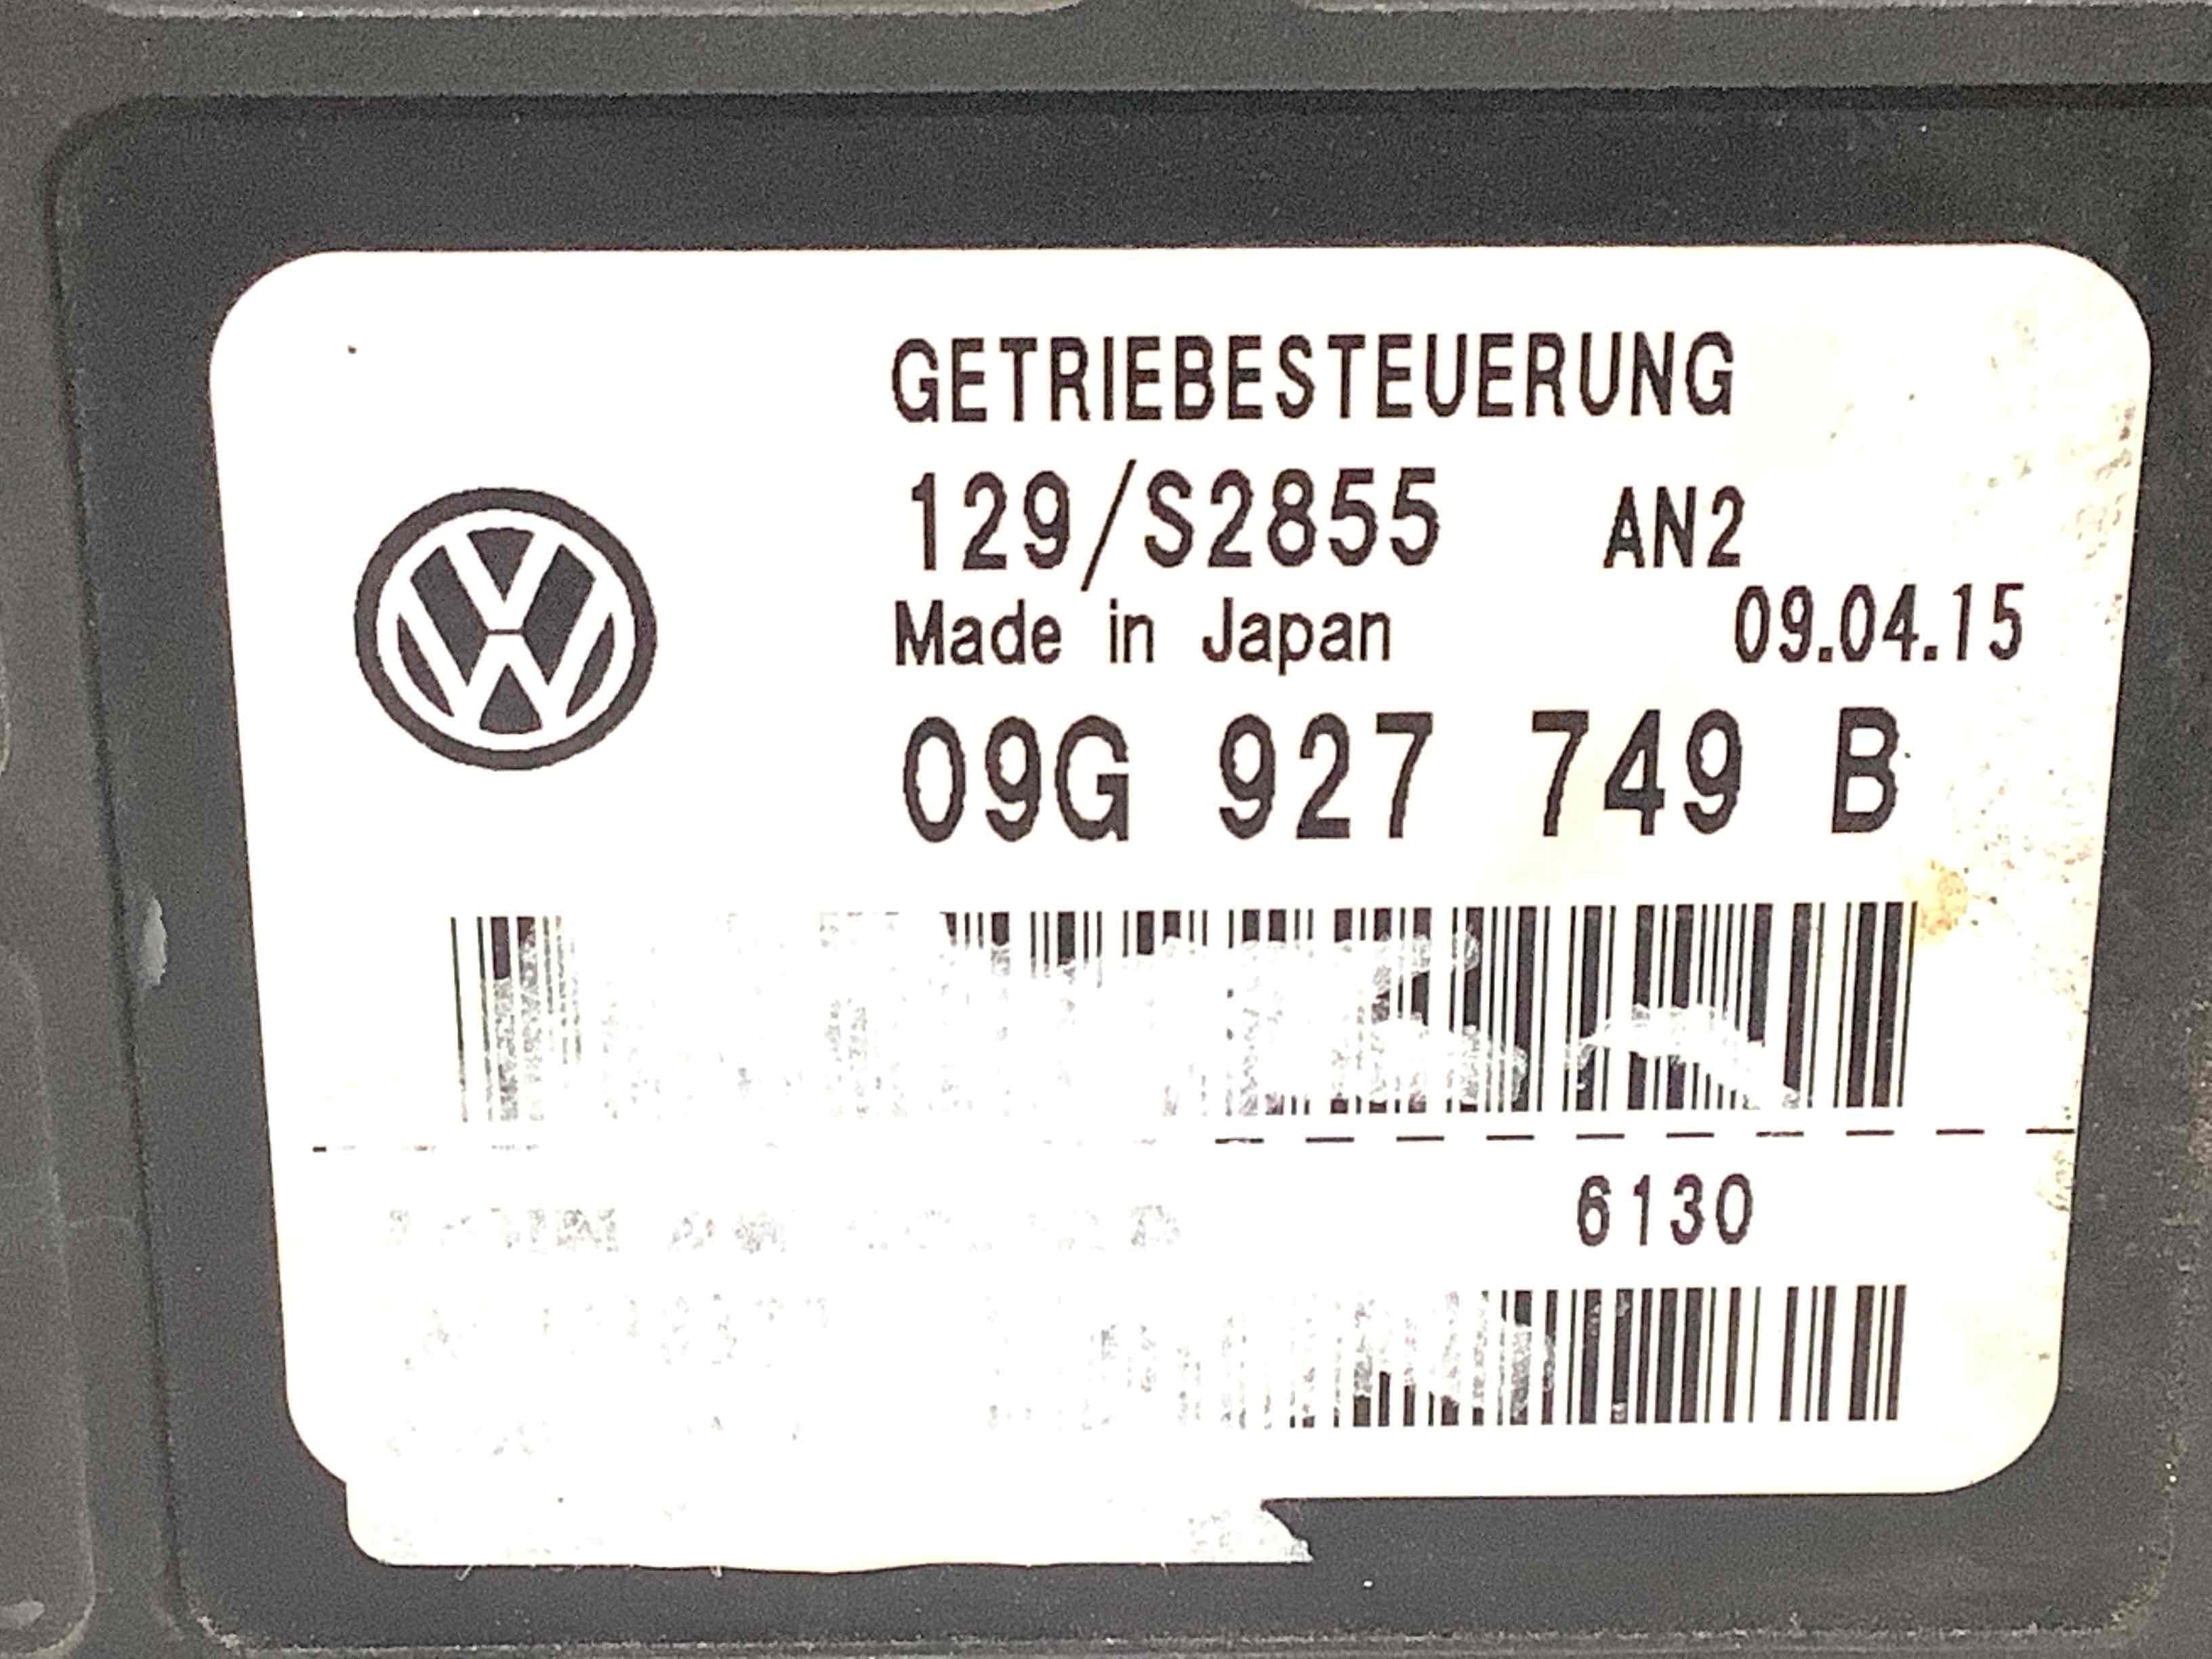 GETRIEBESTEUERUNG
129/S2855 AN2
Made in Japan 09.04.15
09G 927 749 B
6130